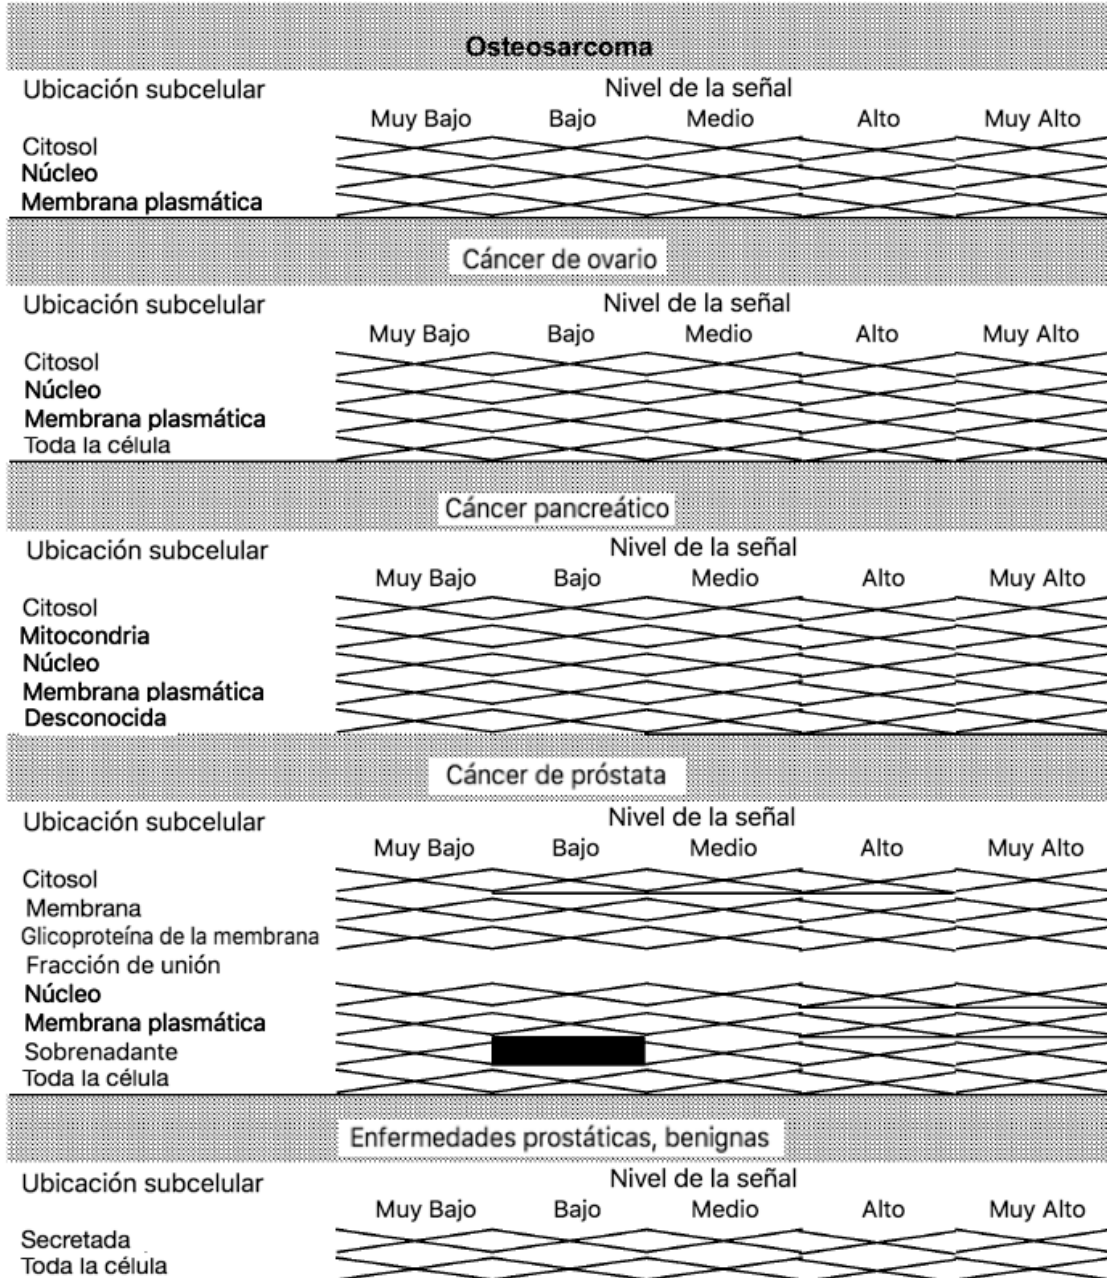 Osteosarcoma
Ubicación subcelular Nivel de la señal
Muy Bajo Bajo Medio Alto Muy Alto
Citosol
Núcleo
Membrana plasmática
Cáncer de ovario
Ubicación subcelular Nivel de la señal
Muy Bajo Bajo Medio Alto Muy Alto
Citosol
Núcleo
Membrana plasmática
Toda la célula
Cáncer pancreático
Ubicación subcelular Nivel de la señal
Muy Bajo Bajo Medio Alto Muy Alto
Citosol
Mitocondria
Núcleo
Membrana plasmática
Desconocida
Cáncer de próstata
Ubicación subcelular Nivel de la señal
Muy Bajo Bajo Medio Alto Muy Alto
Citosol
Membrana
Glicoproteína de la membrana
Fracción de unión
Núcleo
Membrana plasmática
Sobrenadante
Toda la célula
Enfermedades prostáticas, benignas
Ubicación subcelular Nivel de la señal
Muy Bajo Bajo Medio Alto Muy Alto
Secretada
Toda la célula